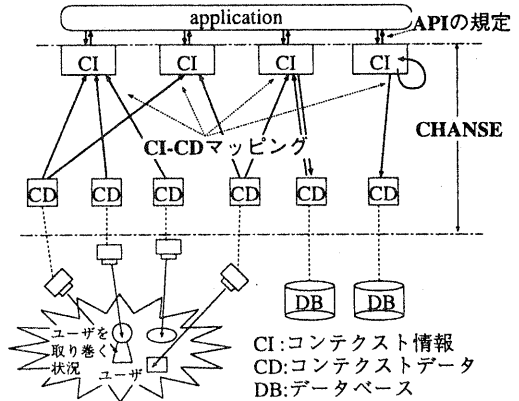 application
APIの規定
CI CI CI CI
CHANSE
CI-CDマッピング
CD CD CD CD CD CD
DB DB
ユーザを
取り巻く
状況
ユーザ
CI:コンテクスト情報
CD:コンテクストデータ
DB:データベース